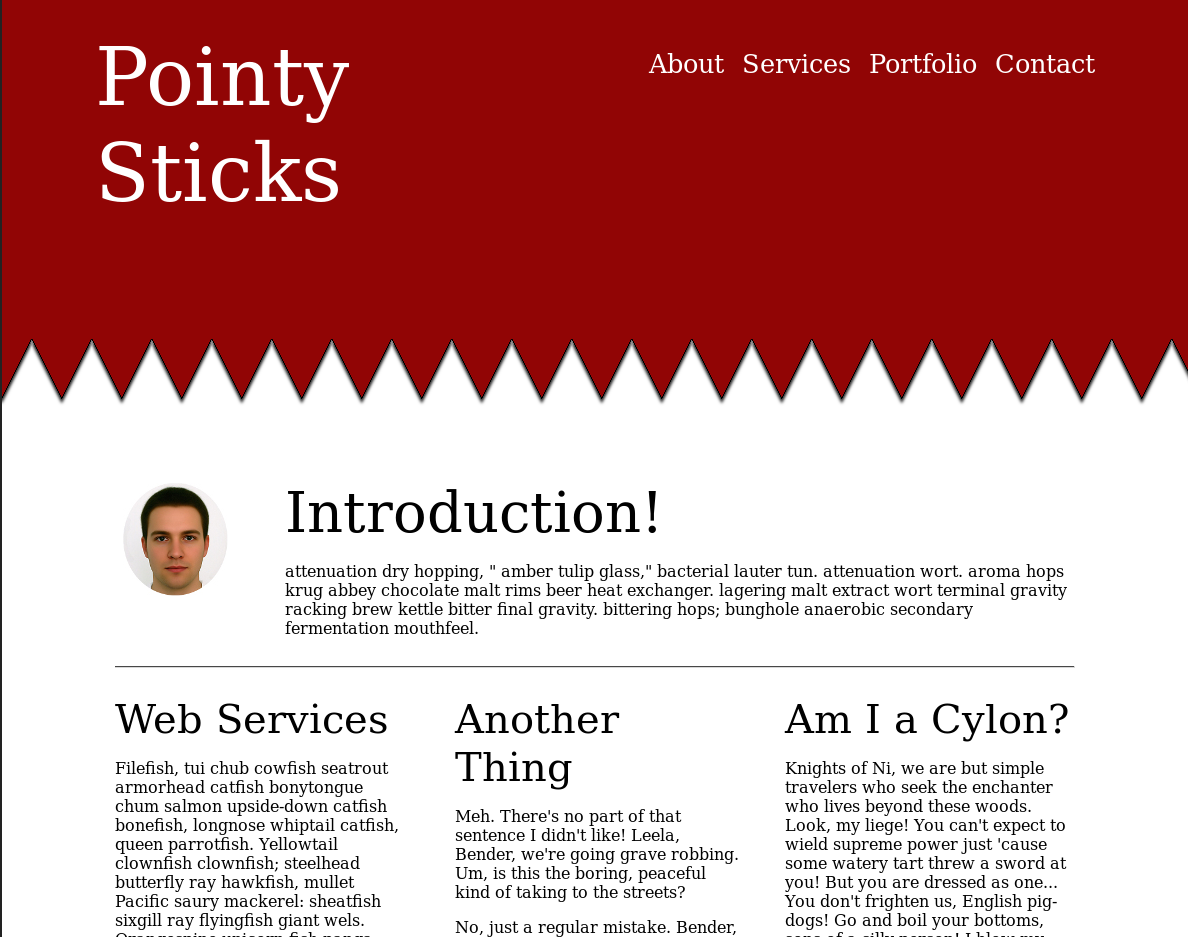 Pointy
Sticks
About Services Portfolio Contact
Introduction!
attenuation dry hopping, " amber tulip glass," bacterial lauter tun. attenuation wort. aroma hops
krug abbey chocolate malt rims beer heat exchanger. lagering malt extract wort terminal gravity
racking brew kettle bitter final gravity. bittering hops; bunghole anaerobic secondary
fermentation mouthfeel.
Web Services
Filefish, tui chub cowfish seatrout
armorhead catfish bonytongue
chum salmon upside-down catfish
bonefish, longnose whiptail catfish,
queen parrotfish. Yellowtail
clownfish clownfish; steelhead
butterfly ray hawkfish, mullet
Pacific saury mackerel: sheatfish
sixgill ray flyingfish giant wels.
Another
Thing
Meh. There's no part of that
sentence I didn't like! Leela,
Bender, we're going grave robbing.
Um, is this the boring, peaceful
kind of taking to the streets?
No, just a regular mistake. Bender,
Am I a Cylon?
Knights of Ni, we are but simple
travelers who seek the enchanter
who lives beyond these woods.
Look, my liege! You can't expect to
wield supreme power just 'cause
some watery tart threw a sword at
you! But you are dressed as one...
You don't frighten us, English pig-
dogs! Go and boil your bottoms,